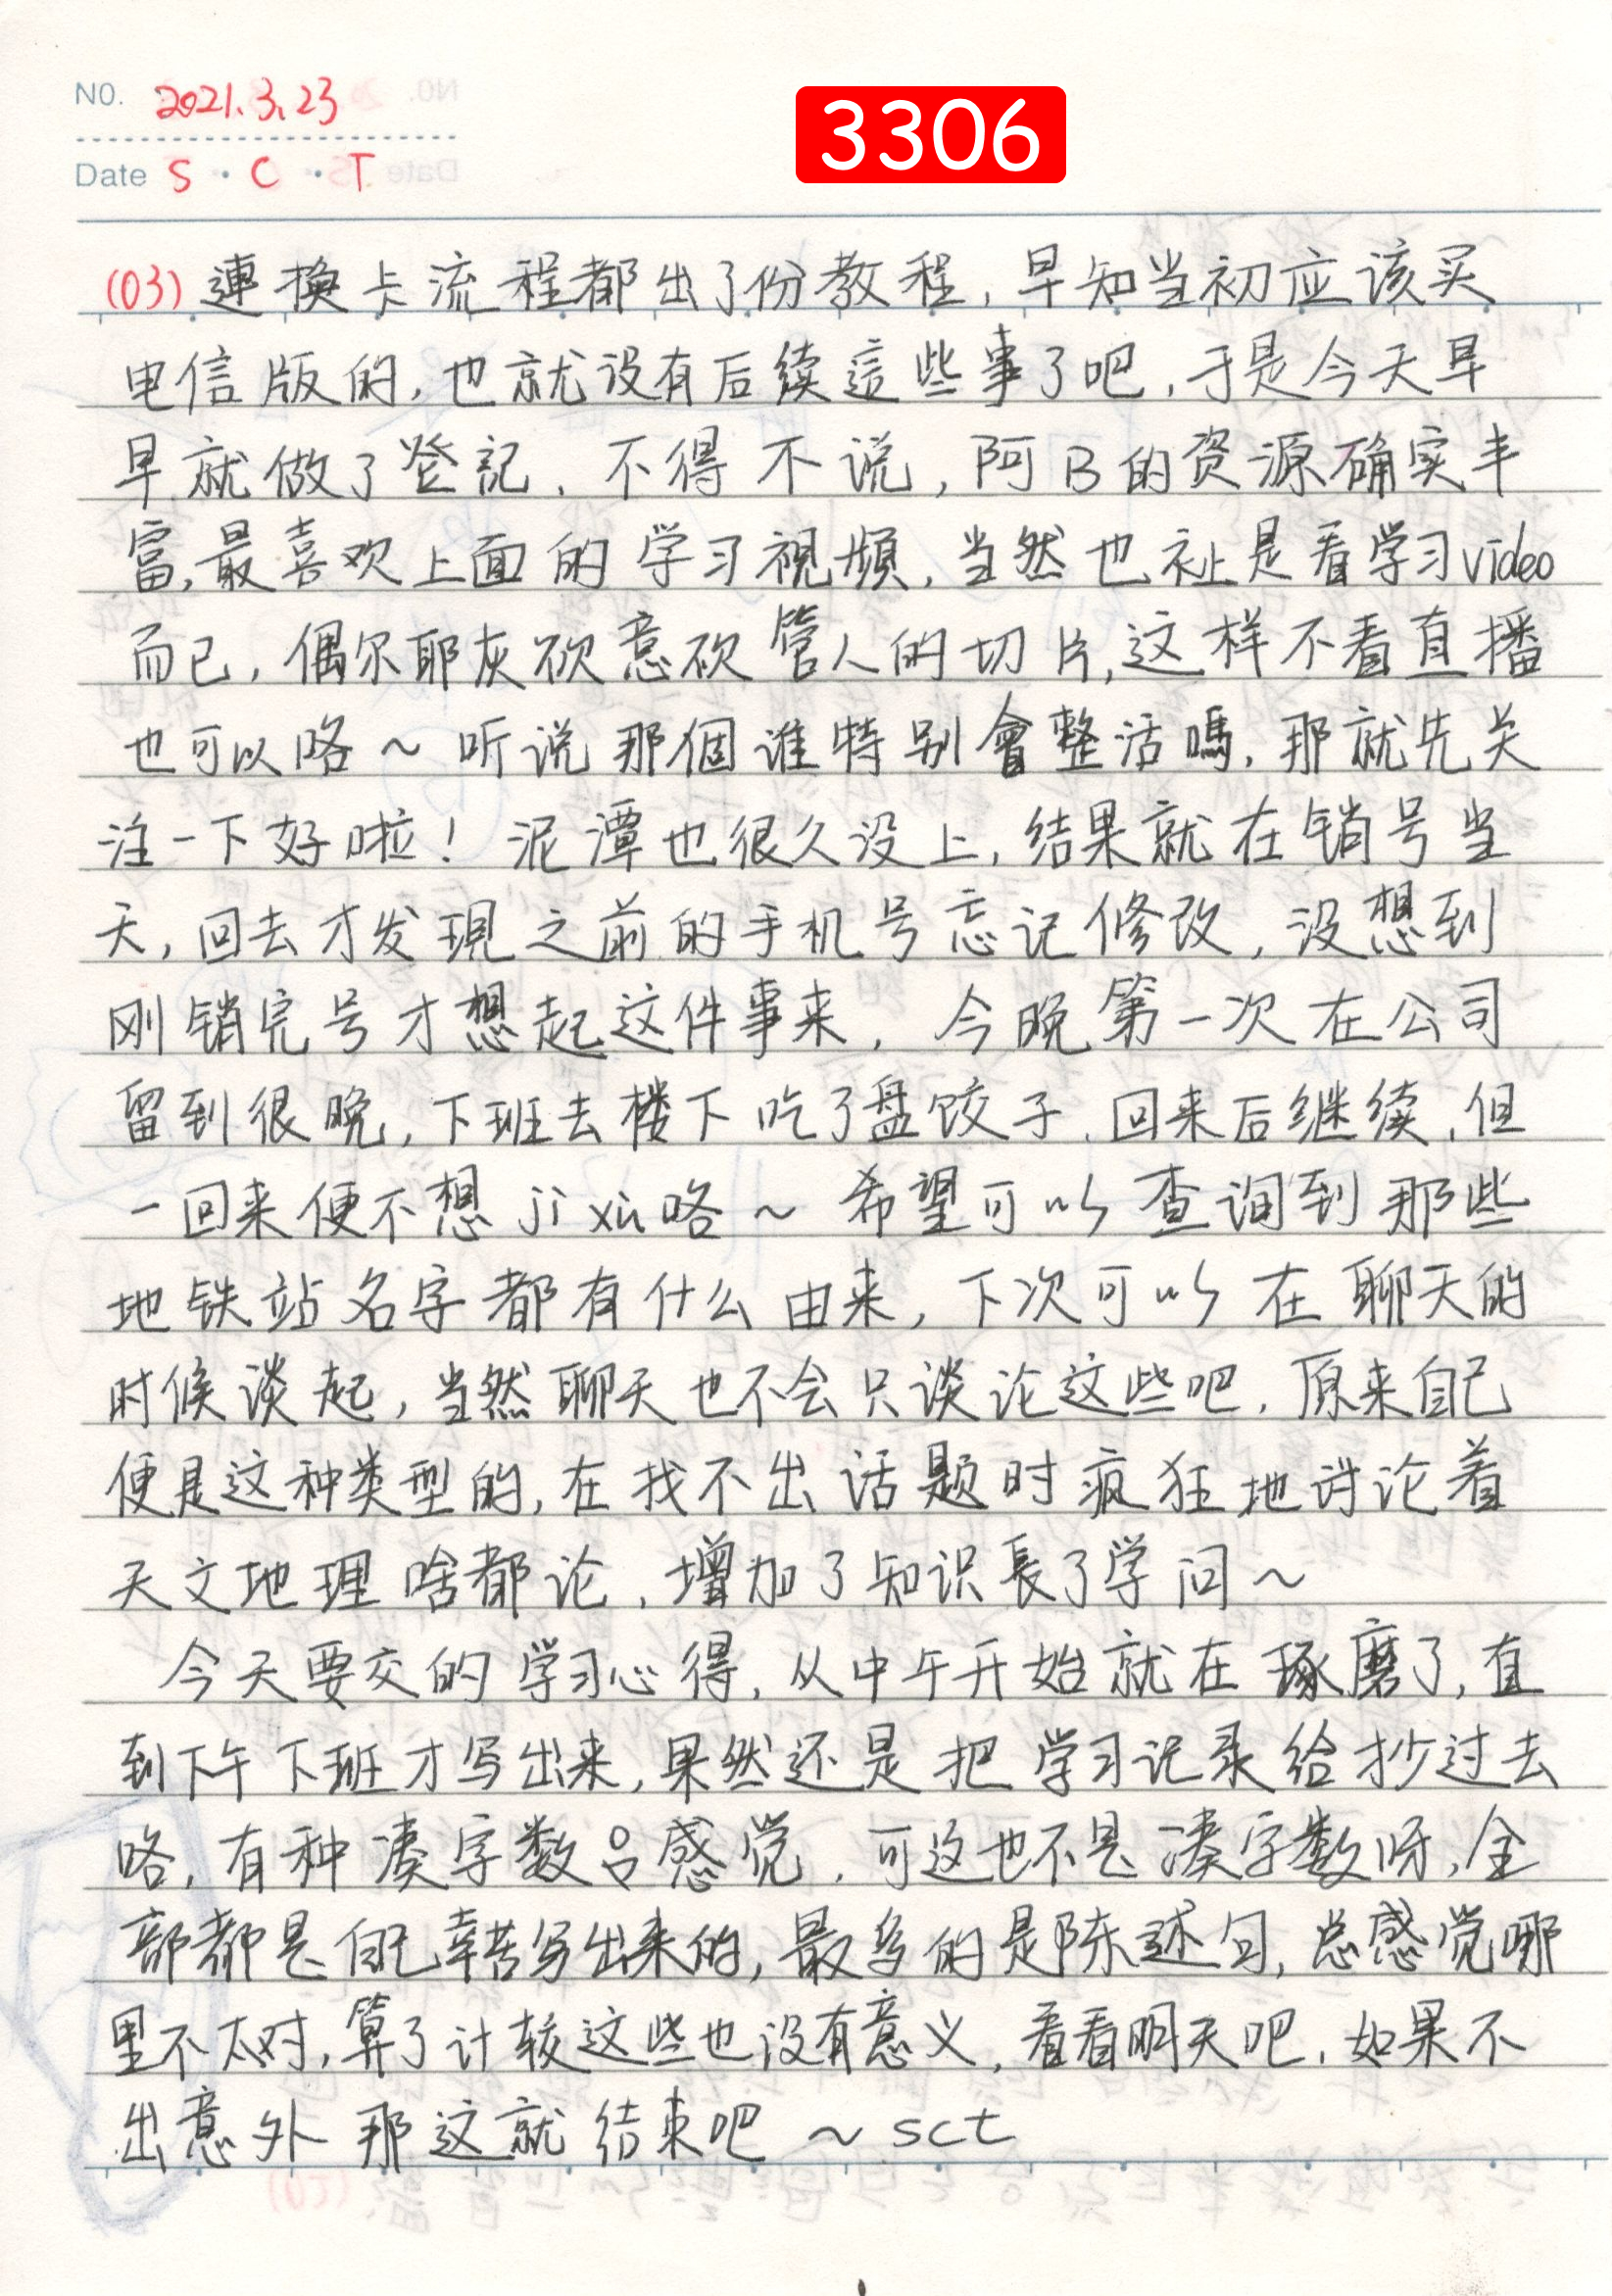 NO. 2021.3.23
3306
Date S · C · T
(03) 連換卡流程都出了份教程，早知当初应该买
电信版的，也就没有后续這些事了吧，于是今天早
早就做了登記．不得不说，阿B的资源确实丰
富，最喜欢上面的学习視頻，当然也祉是看学习video
而已，偶尔耶灰欣意欣管人的切片，这样不看直播
也可以咯～听说那個谁特别會整活嗎，那就先关
注一下好啦！泥潭也很久没上，结果就在销号当
天，回去才发現之前的手机号忘记修改，没想到
刚销完号才想起这件事来．今晚第一次在公司
留到很晚，下班去楼下吃了盘饺子．回来后继续，但
一回来便不想 ji xù 咯～希望可以查询到那些
地铁站名字都有什么由来，下次可以在聊天的
时候谈起，当然聊天也不会只谈论这些吧．原来自己
便是这种类型的，在找不出话题时疯狂地讨论着
天文地理啥都论．增加了知识長了学问～
今天要交的学习心得，从中午开始就在琢磨了，直
到下午下班才写出来，果然还是把学习记录给抄过去
咯，有种凑字数吕感觉．可这也不是凑字数呀，全
部都是自己辛苦写出来的，最多的是陈述句，总感觉哪
里不太对，算了计较这些也没有意义，看看明天吧．如果不
出意外那这就结束吧～sct